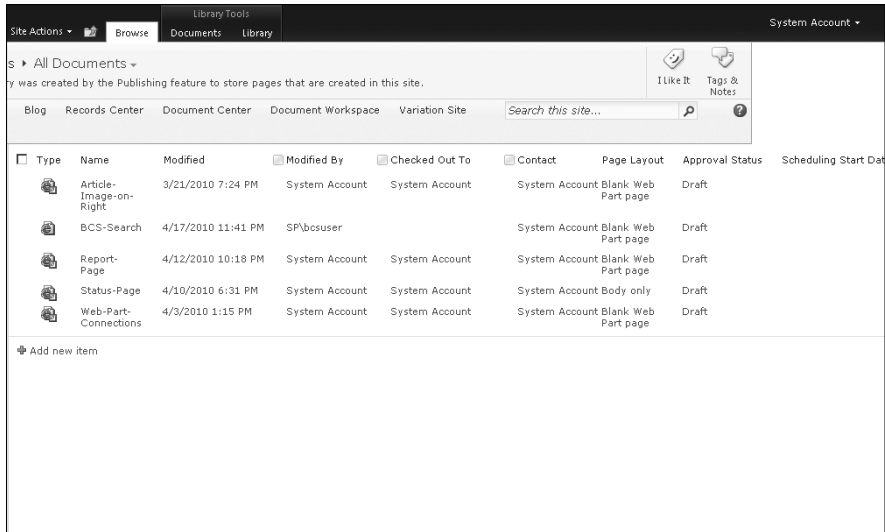 Library Tools
Site Actions Browse Documents Library System Account
s All Documents
ry was created by the Publishing feature to store pages that are created in this site.
I Like It Tags &
Notes
Blog Records Center Document Center Document Workspace Variation Site Search this site...
Type Name Modified Modified By Checked Out To Contact Page Layout Approval Status Scheduling Start Dat
Article- 3/21/2010 7:24 PM System Account System Account System Account Blank Web Draft
Image-on- Part page
Right
BCS-Search 4/17/2010 11:41 PM SP\bcsuser System Account Blank Web Draft
Part page
Report- 4/12/2010 10:18 PM System Account System Account System Account Blank Web Draft
Page Part page
Status-Page 4/10/2010 6:31 PM System Account System Account System Account Body only Draft
Web-Part- 4/3/2010 1:15 PM System Account System Account System Account Blank Web Draft
Connections Part page
Add new item